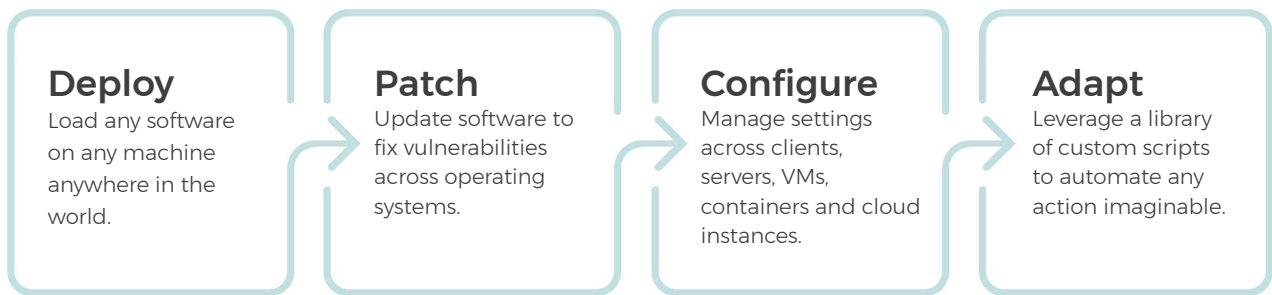 Deploy
Load any software
on any machine
anywhere in the
world.
Patch
Update software to
fix vulnerabilities
across operating
systems.
Configure
Manage settings
across clients,
servers, VMs,
containers and cloud
instances.
Adapt
Leverage a library
of custom scripts
to automate any
action imaginable.